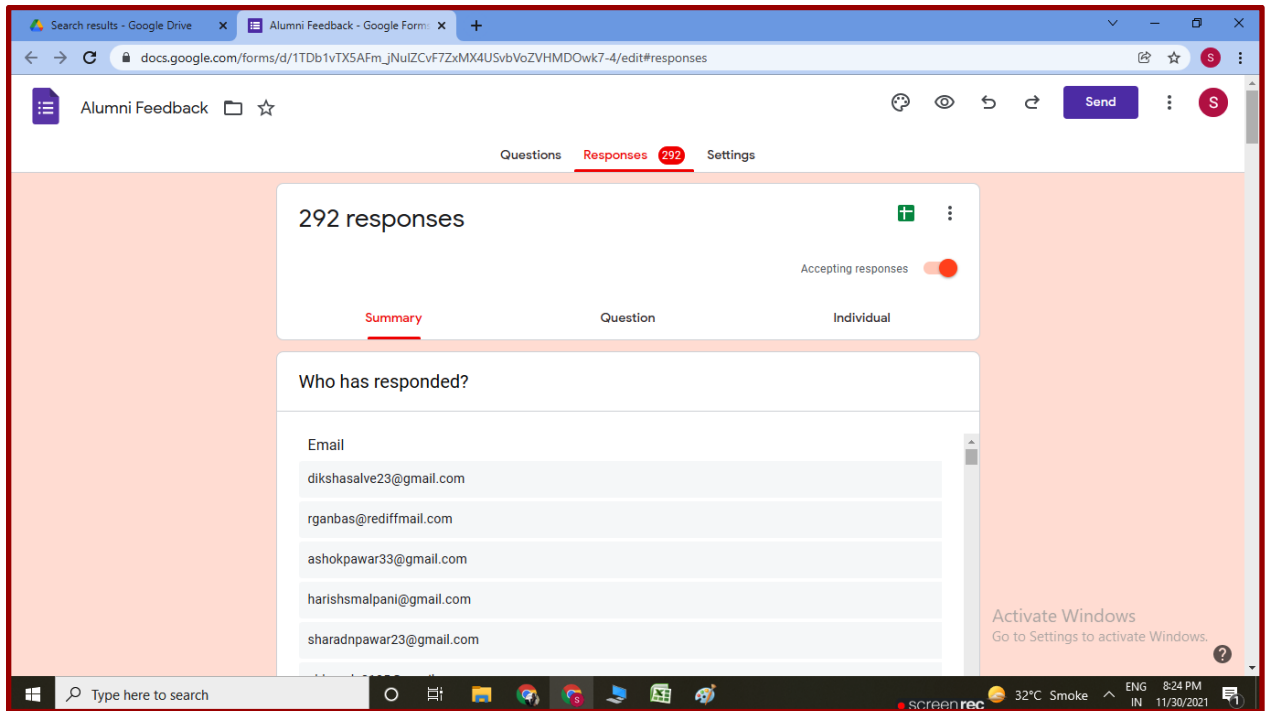 Search results - Google Drive
Alumni Feedback - Google Forms
docs.google.com/forms/d/1TDb1vTX5AFm_jNulZCvF7ZxMX4USvbVoZVHMDOwk7-4/edit#responses
S
Alumni Feedback
Send
S
Questions Responses 292 Settings
292 responses
Accepting responses
Summary Question Individual
Who has responded?
Email
dikshasalve23@gmail.com
rganbas@rediffmail.com
ashokpawar33@gmail.com
harishsmalpani@gmail.com
sharadnpawar23@gmail.com
Activate Windows
Go to Settings to activate Windows.
Type here to search
screenrec
32°C Smoke
ENG
IN
8:24 PM
11/30/2021
1